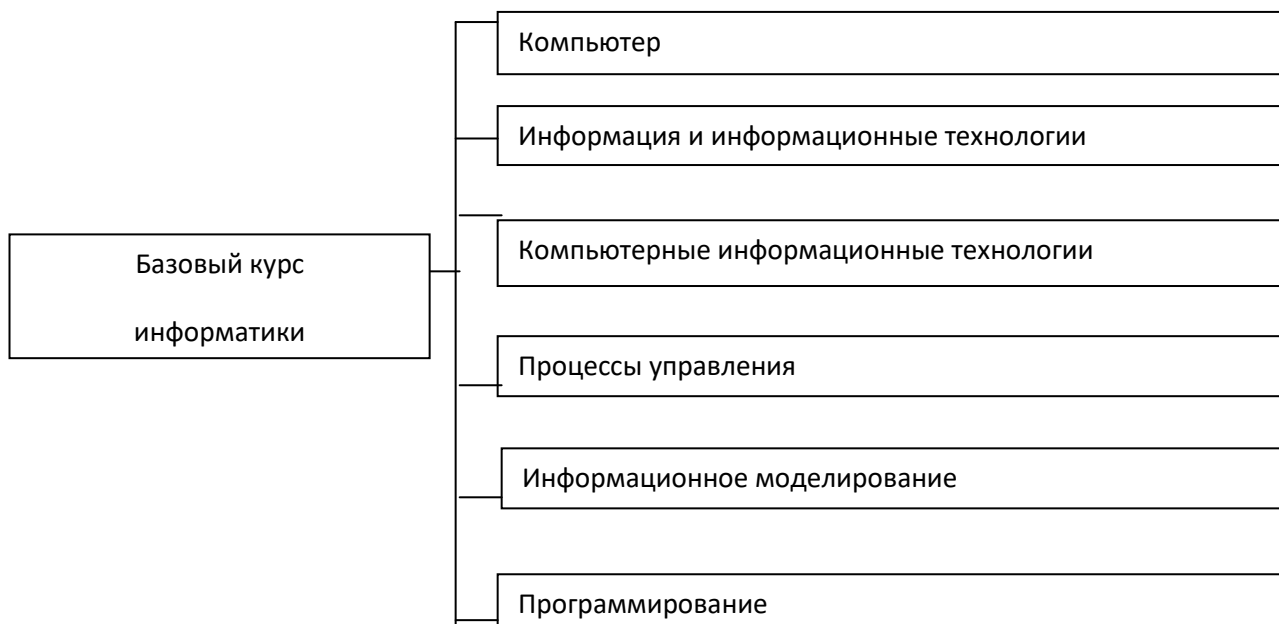 Компьютер
Информация и информационные технологии
Компьютерные информационные технологии
Базовый курс
информатики
Процессы управления
Информационное моделирование
Программирование